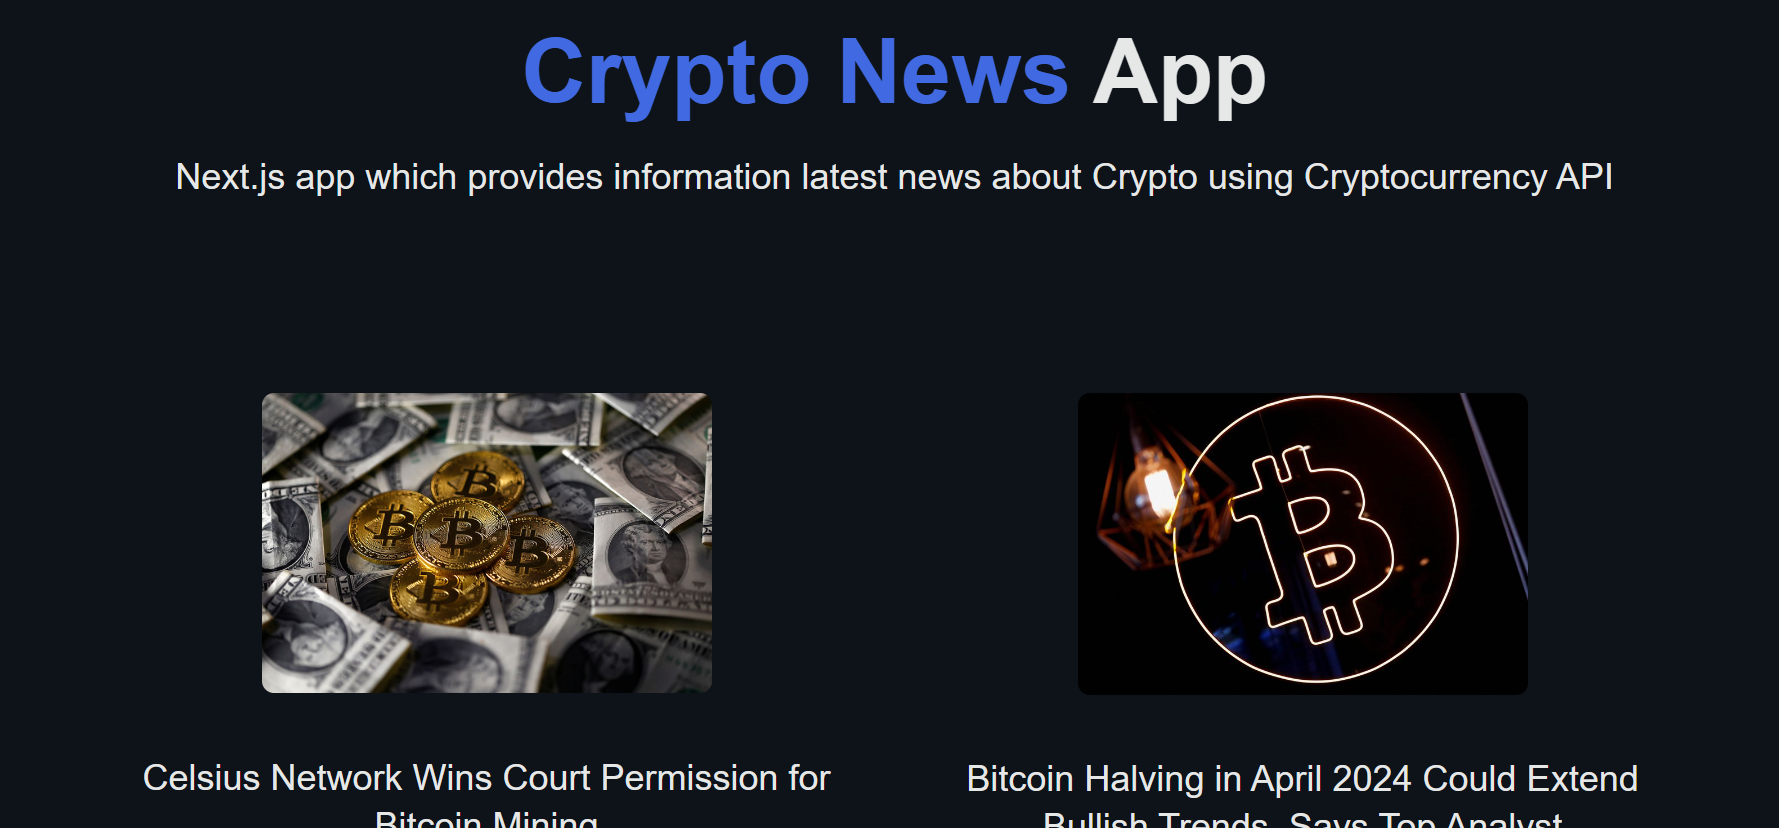 Crypto News App
Next.js app which provides information latest news about Crypto using Cryptocurrency API
Celsius Network Wins Court Permission for
Bitcoin Mining
Bitcoin Halving in April 2024 Could Extend
Bullish Trends, Says Top Analyst